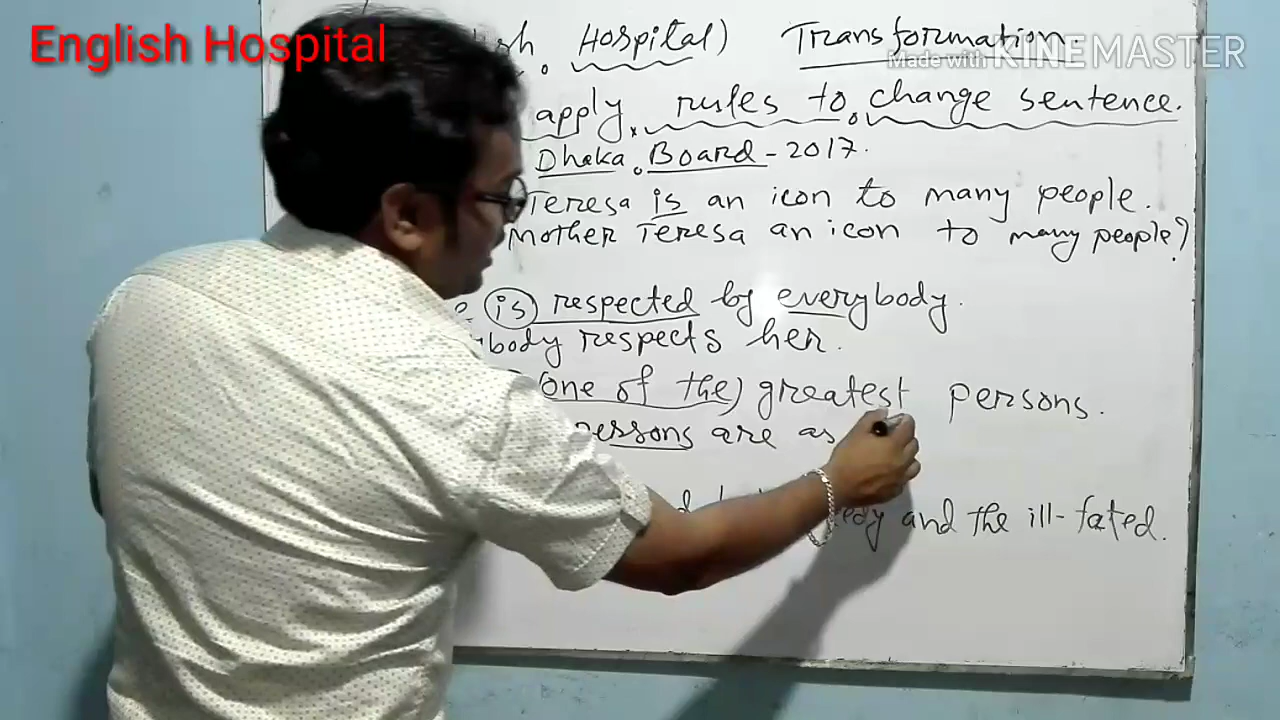 English Hospital
Hospital) Transformation.
Made with KINEMASTER
apply rules to change sentence.
Dhaka Board - 2017.
Teresa is an icon to many people.
Mother Teresa an icon to many people?
is respected by everybody.
body respects her.
(one of the) greatest persons.
persons are as
and the ill-fated.